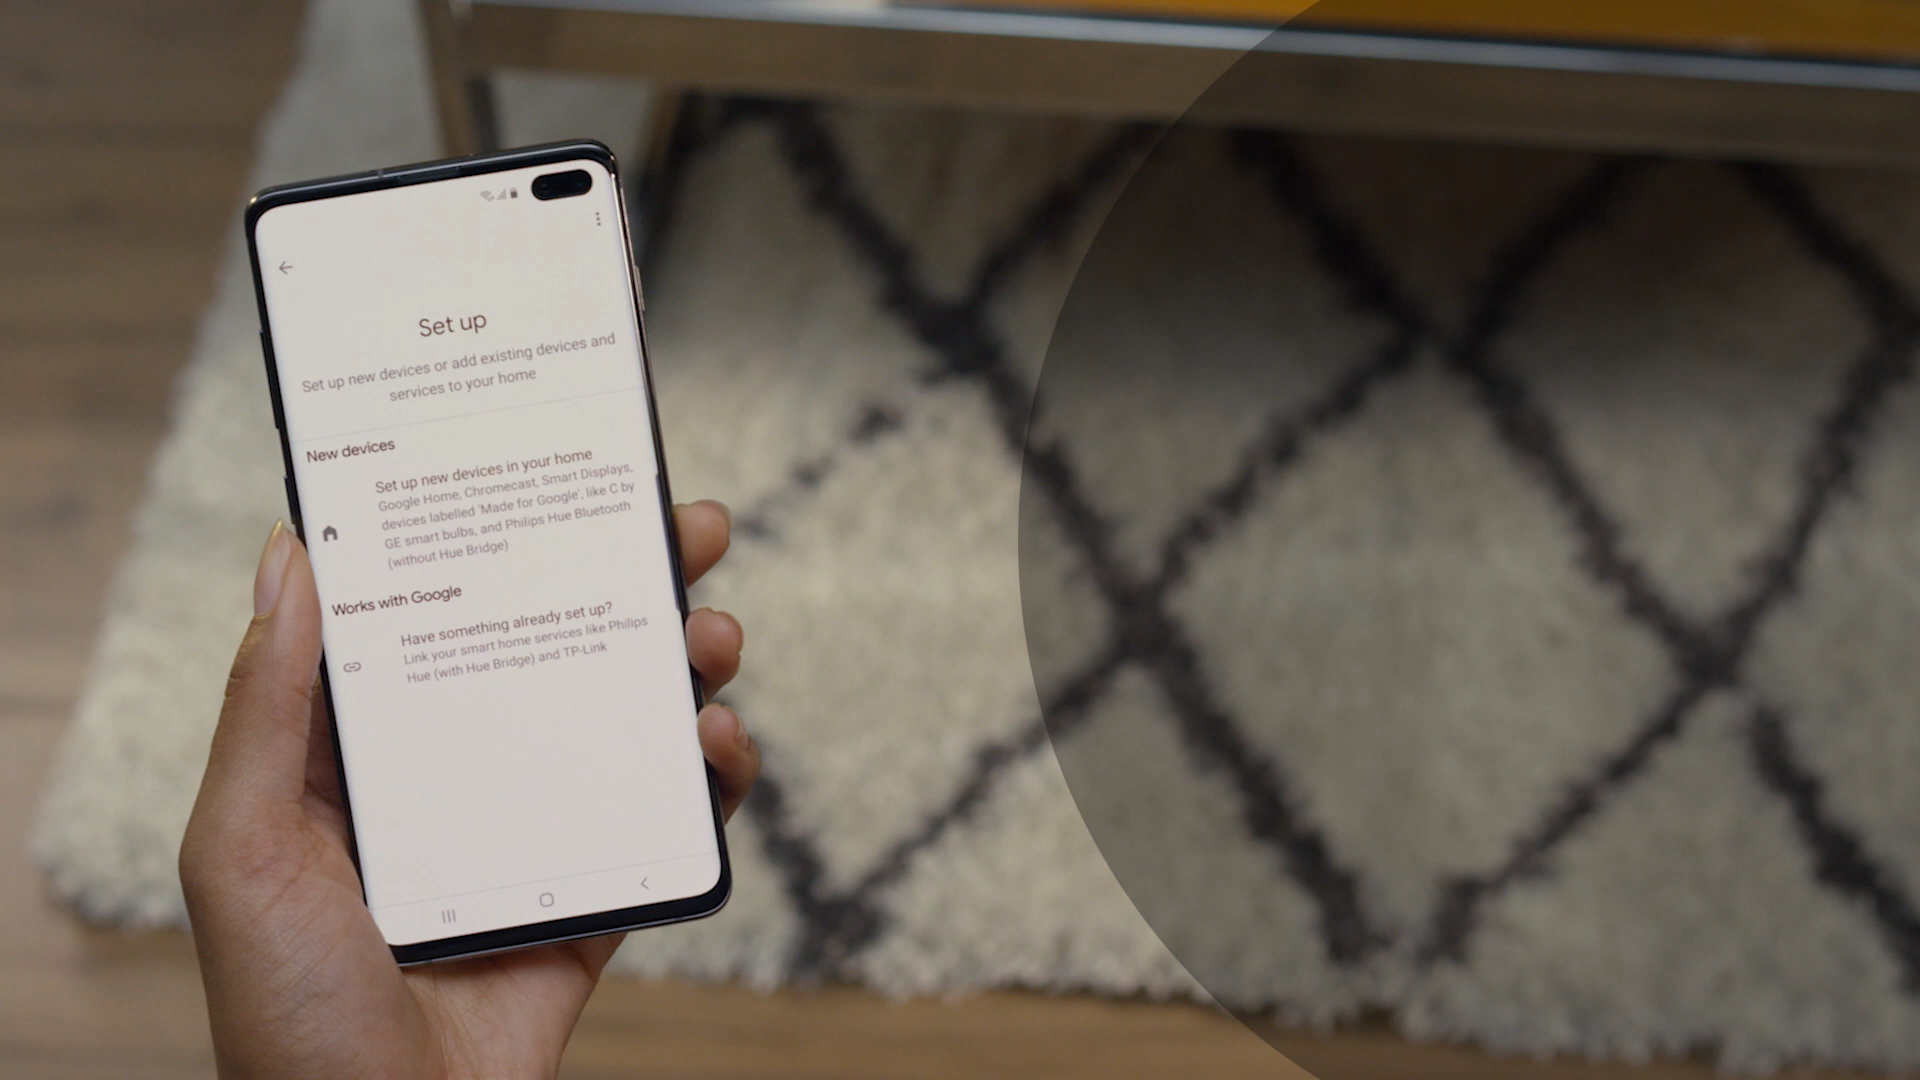 Set up
Set up new devices or add existing devices and
services to your home
New devices
Set up new devices in your home
Google Home, Chromecast, Smart Displays,
devices labelled 'Made for Google', like C by
GE smart bulbs, and Philips Hue Bluetooth
(without Hue Bridge)
Works with Google
Have something already set up?
Link your smart home services like Philips
Hue (with Hue Bridge) and TP-Link